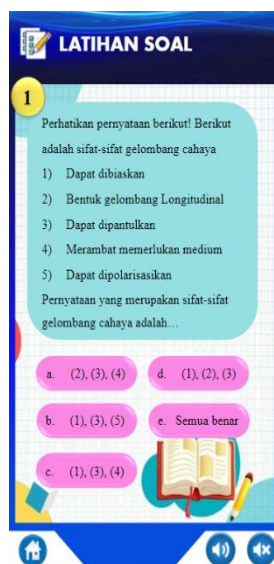 LATIHAN SOAL
1
Perhatikan pernyataan berikut! Berikut
adalah sifat-sifat gelombang cahaya
1) Dapat dibiaskan
2) Bentuk gelombang Longitudinal
3) Dapat dipantulkan
4) Merambat memerlukan medium
5) Dapat dipolarisasikan
Pernyataan yang merupakan sifat-sifat
gelombang cahaya adalah…
a. (2), (3), (4)
b. (1), (3), (5)
c. (1), (3), (4)
d. (1), (2), (3)
e. Semua benar